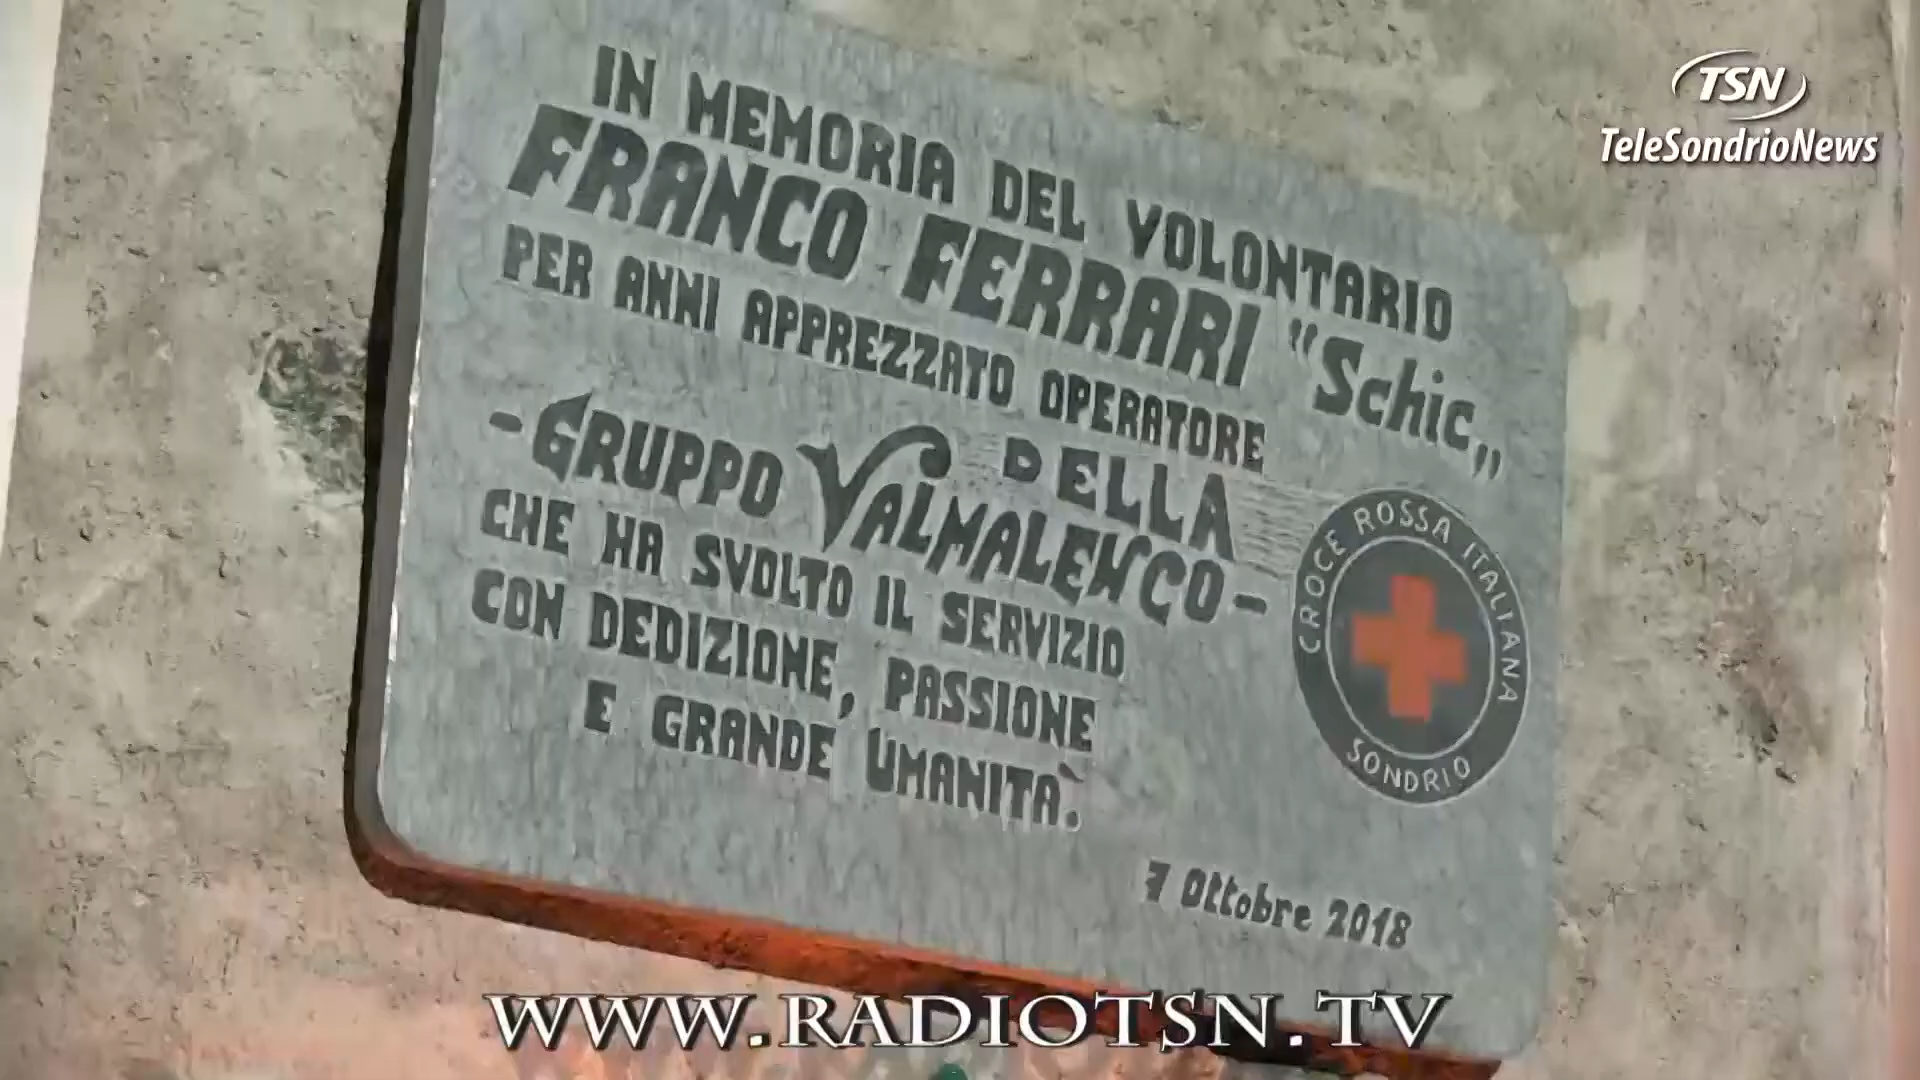 TSN
TeleSondrioNews
IN MEMORIA DEL VOLONTARIO
FRANCO FERRARI "Schic„
PER ANNI APPREZZATO OPERATORE
DELLA
-GRUPPO VALMALENCO-
CHE HA SVOLTO IL SERVIZIO
CON DEDIZIONE, PASSIONE
E GRANDE UMANITÀ.
CROCE ROSSA ITALIANA
SONDRIO
7 Ottobre 2018
WWW.RADIOTSN.TV